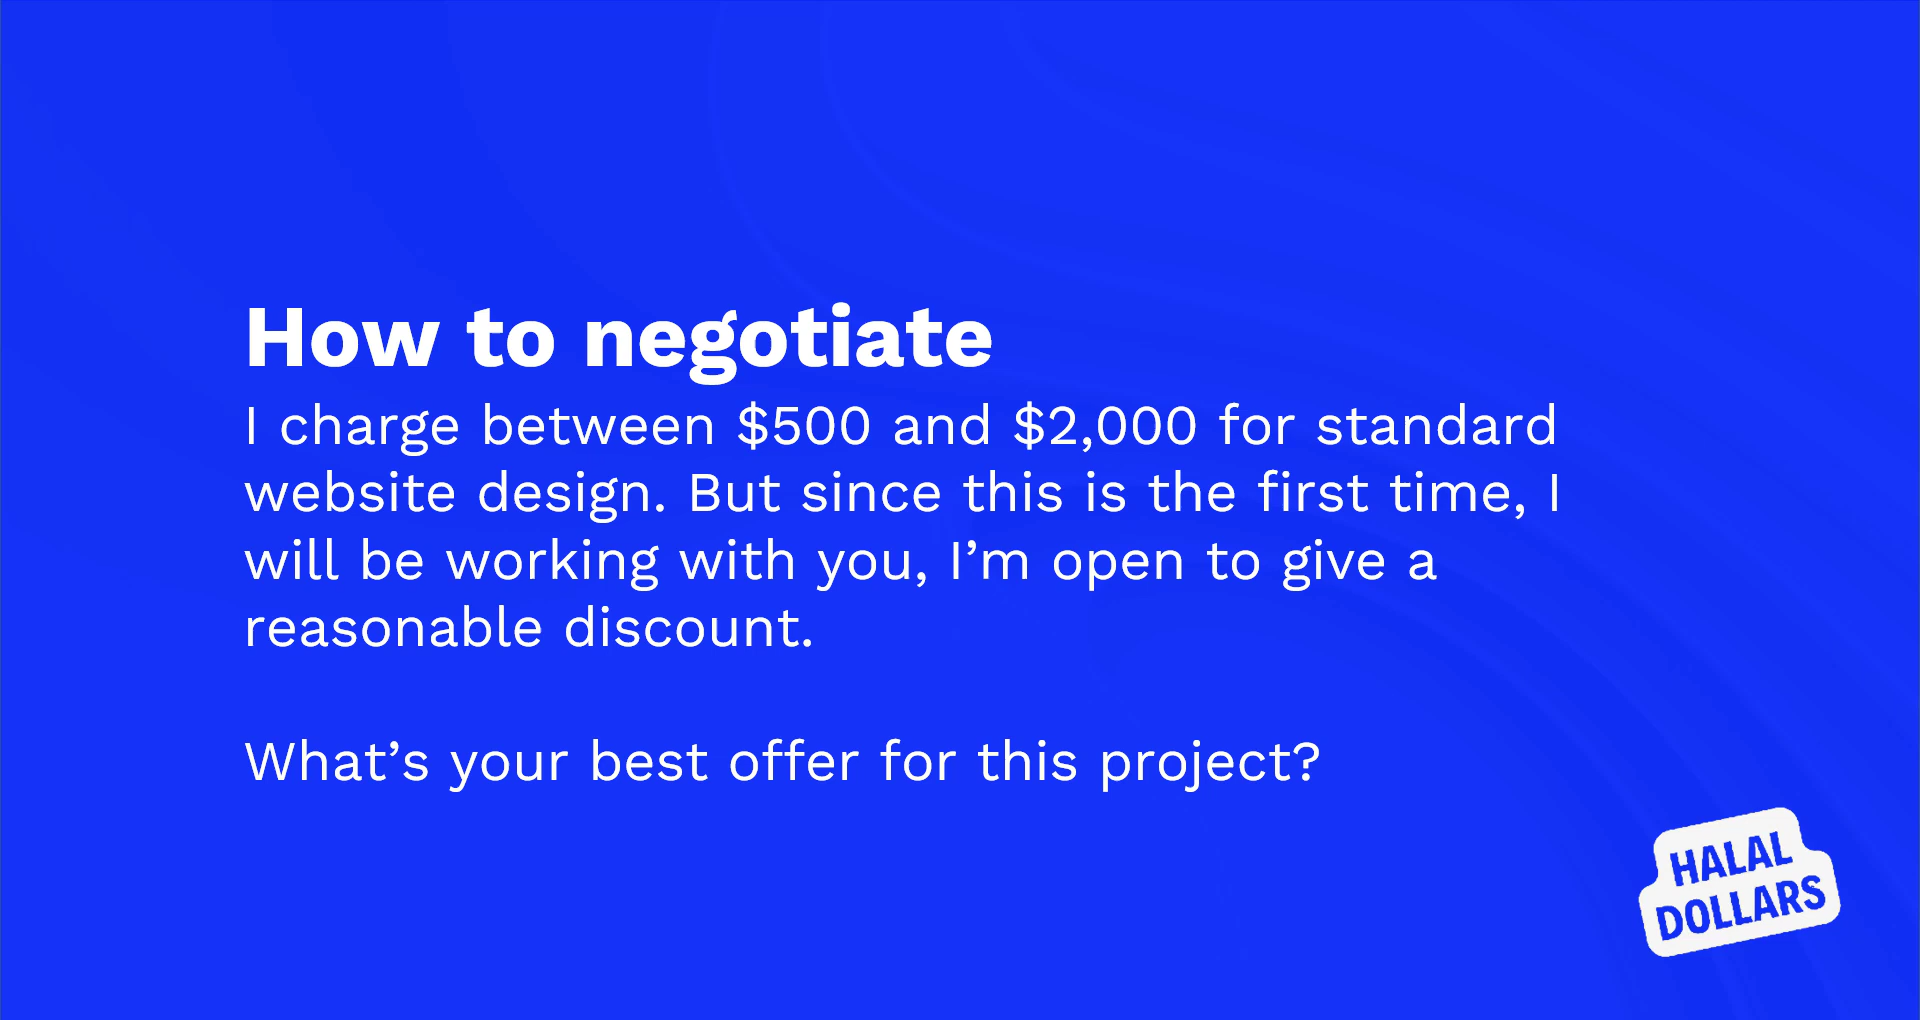 How to negotiate
I charge between $500 and $2,000 for standard
website design. But since this is the first time, I
will be working with you, I’m open to give a
reasonable discount.
What’s your best offer for this project?
HALAL
DOLLARS